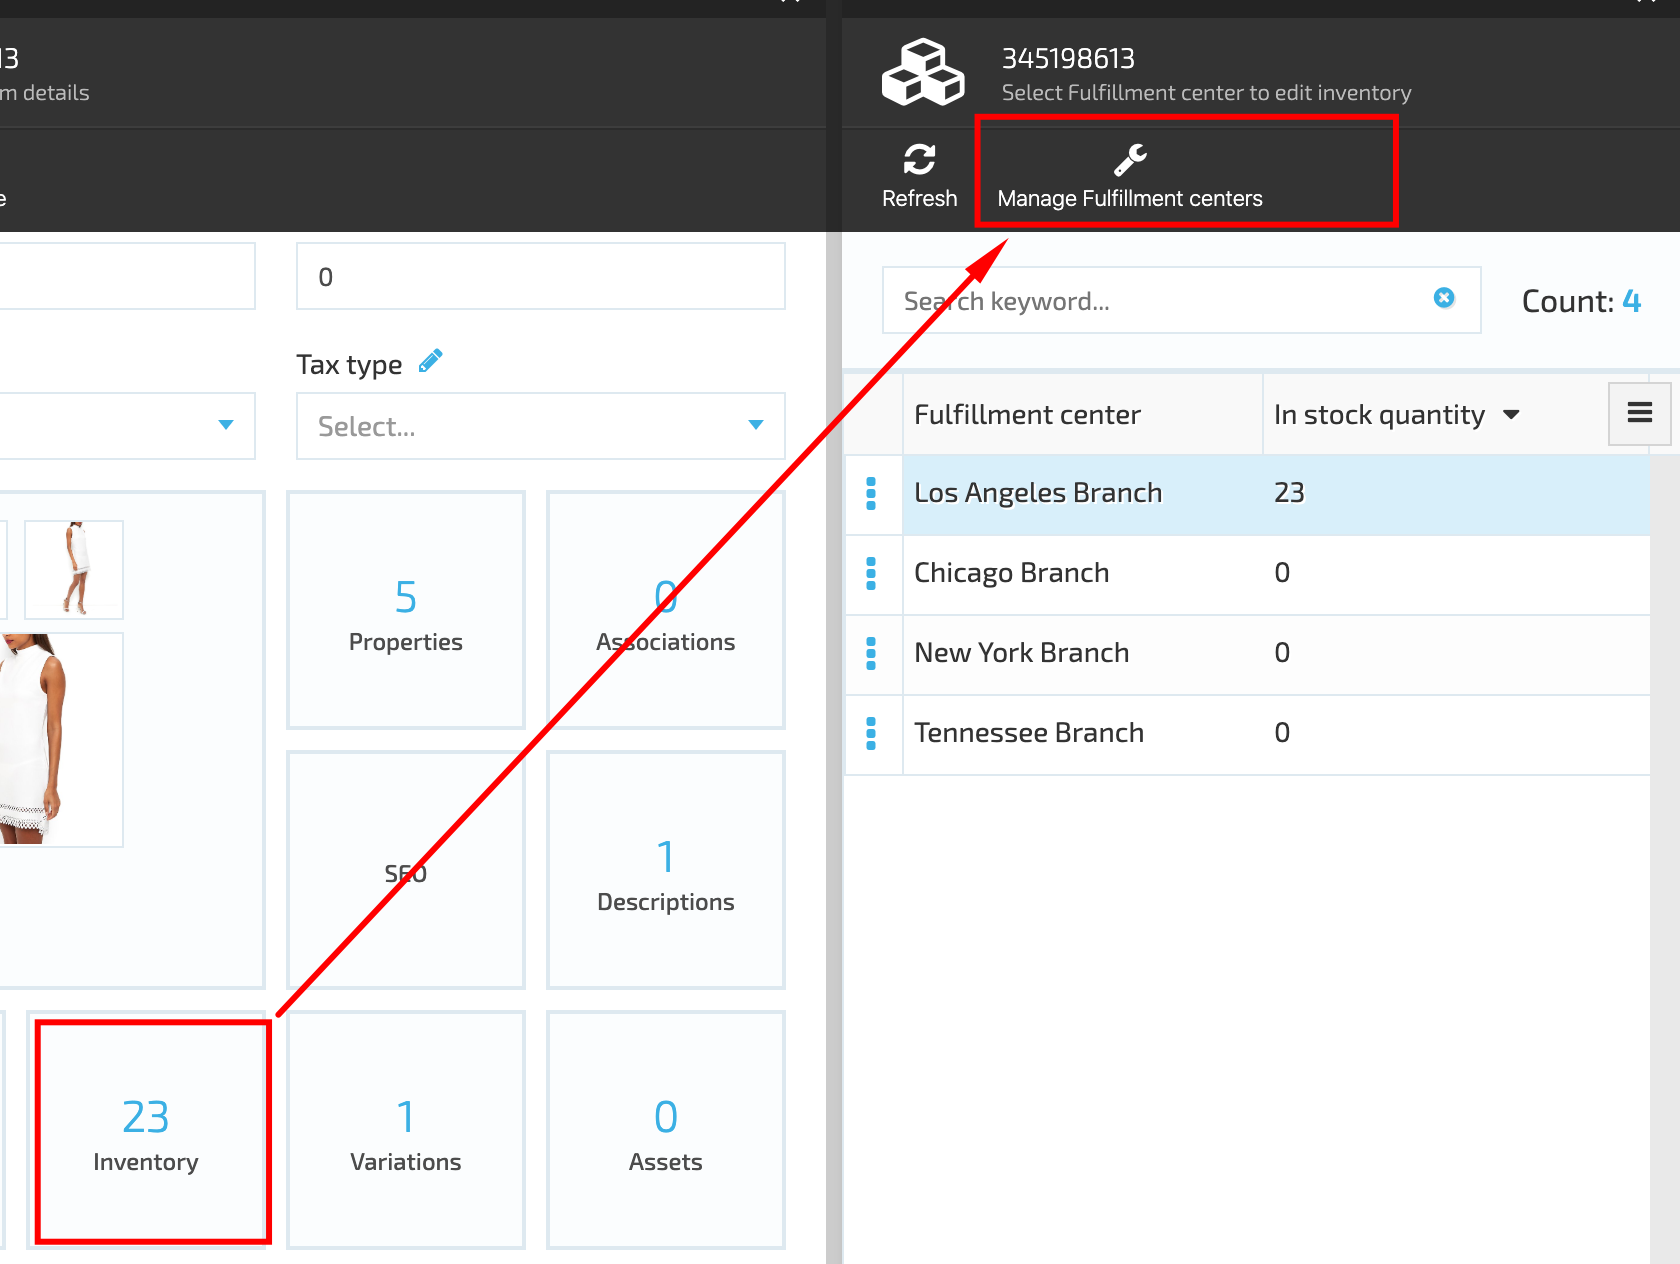 13
m details
e
0
Tax type
Select...
5
Properties
0
Associations
SEO
1
Descriptions
23
Inventory
1
Variations
0
Assets
345198613
Select Fulfillment center to edit inventory
Refresh
Manage Fulfillment centers
Search keyword...
Count: 4
Fulfillment center
In stock quantity
Los Angeles Branch
23
Chicago Branch
0
New York Branch
0
Tennessee Branch
0